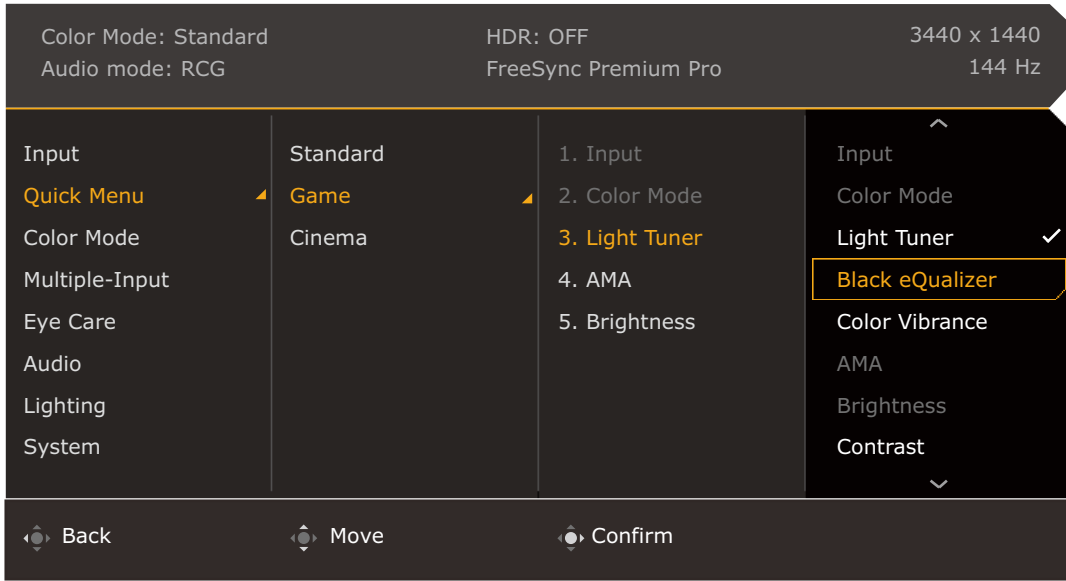 Color Mode: Standard
Audio mode: RCG
HDR: OFF
FreeSync Premium Pro
3440 x 1440
144 Hz
Input
Quick Menu
Color Mode
Multiple-Input
Eye Care
Audio
Lighting
System
Standard
Game
Cinema
1. Input
2. Color Mode
3. Light Tuner
4. AMA
5. Brightness
Input
Color Mode
Light Tuner
Black eQualizer
Color Vibrance
AMA
Brightness
Contrast
Back
Move
Confirm